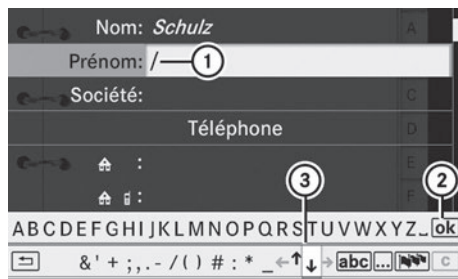 Nom: Schulz
A
Prénom: /
1
Société:
C
Téléphone
D
:
E
3
2
:
F
ABCDEFGHIJKLMNOPQRSTUVWXYZ_ ok
&'+;,.-/()#:*_←↑↓→ abc ... c